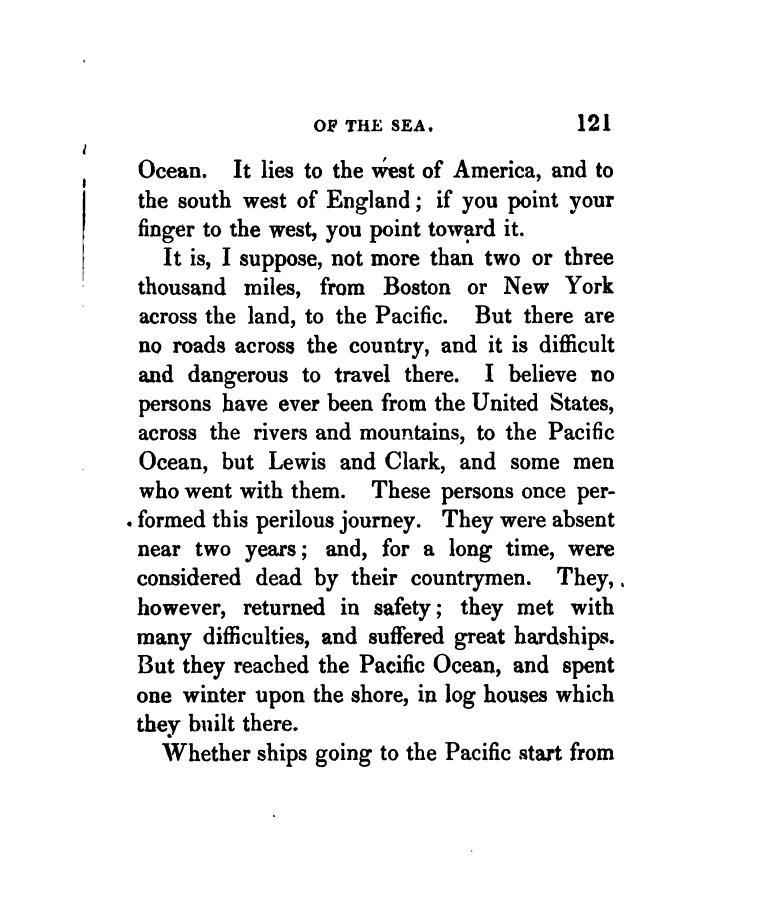 OF THE SEA. 121
Ocean. It lies to the west of America, and to
the south west of England; if you point your
finger to the west, you point toward it.
It is, I suppose, not more than two or three
thousand miles, from Boston or New York
across the land, to the Pacific. But there are
no roads across the country, and it is difficult
and dangerous to travel there. I believe no
persons have ever been from the United States,
across the rivers and mountains, to the Pacific
Ocean, but Lewis and Clark, and some men
who went with them. These persons once per-
formed this perilous journey. They were absent
near two years; and, for a long time, were
considered dead by their countrymen. They,
however, returned in safety; they met with
many difficulties, and suffered great hardships.
But they reached the Pacific Ocean, and spent
one winter upon the shore, in log houses which
they built there.
Whether ships going to the Pacific start from